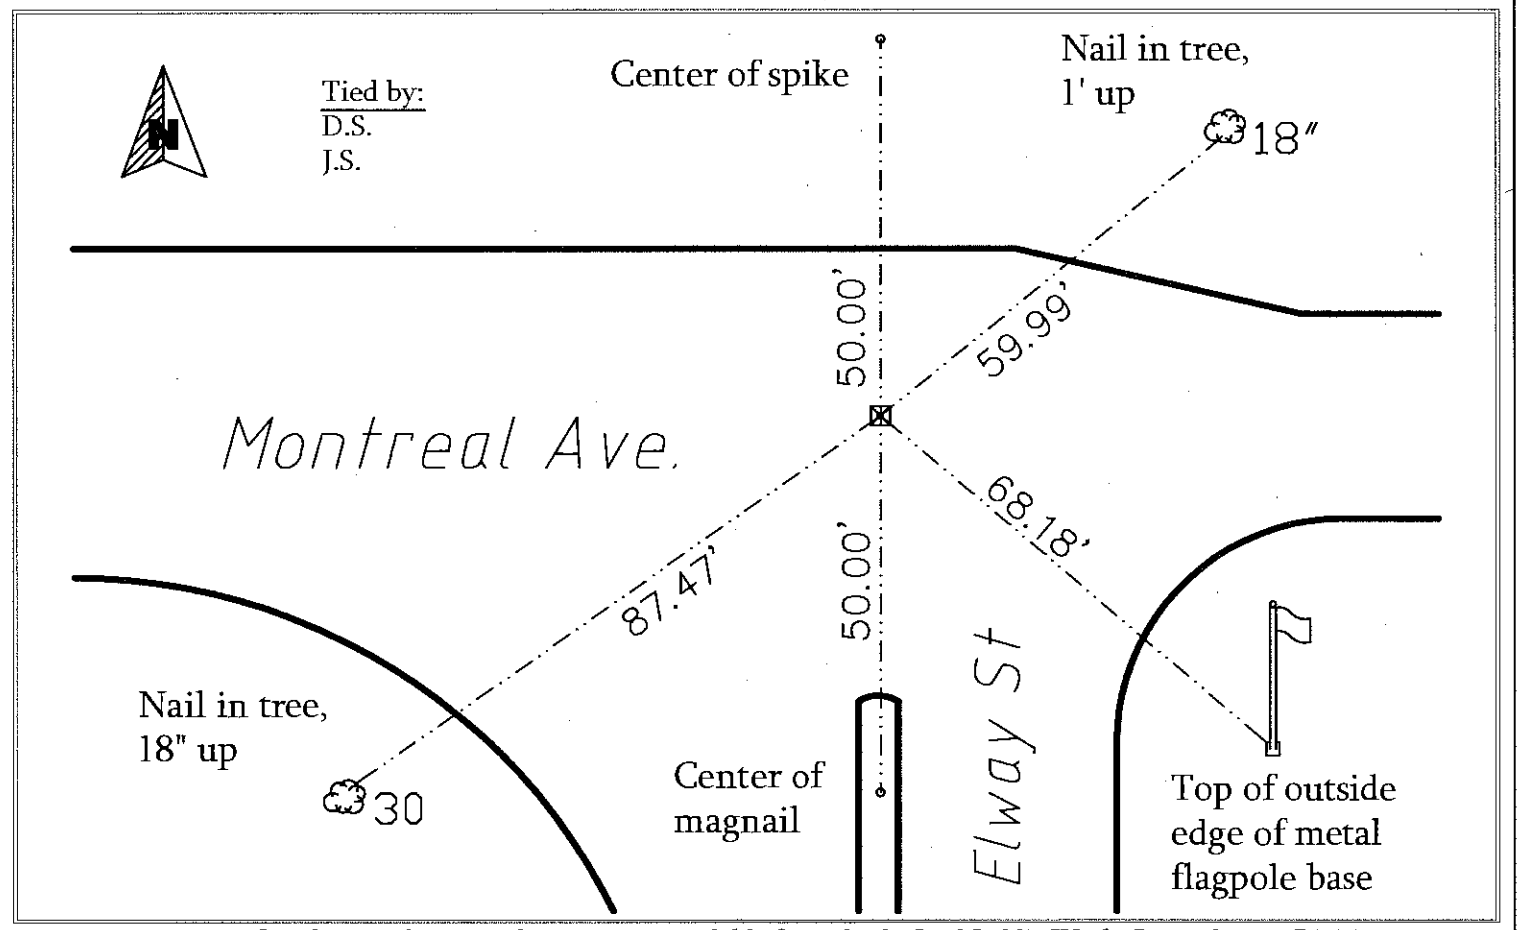 Nail in tree,
1' up
Center of spike
Tied by:
D.S.
J.S.
N
18"
50.00'
59.99'
Montreal Ave.
68.18'
87.47'
50.00'
Elway St
Nail in tree,
18" up
30
Center of
magnail
Top of outside
edge of metal
flagpole base